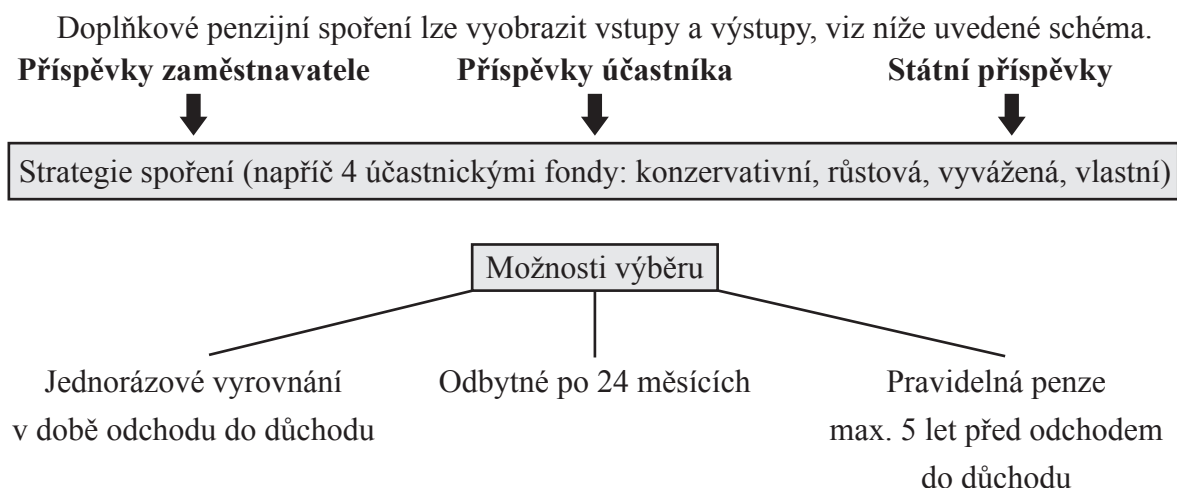 Doplňkové penzijní spoření lze vyobrazit vstupy a výstupy, viz níže uvedené schéma.
Příspěvky zaměstnavatele Příspěvky účastníka Státní příspěvky
Strategie spoření (napříč 4 účastnickými fondy: konzervativní, růstová, vyvážená, vlastní)
Možnosti výběru
Jednorázové vyrovnání Odbytné po 24 měsících Pravidelná penze
v době odchodu do důchodu max. 5 let před odchodem
do důchodu